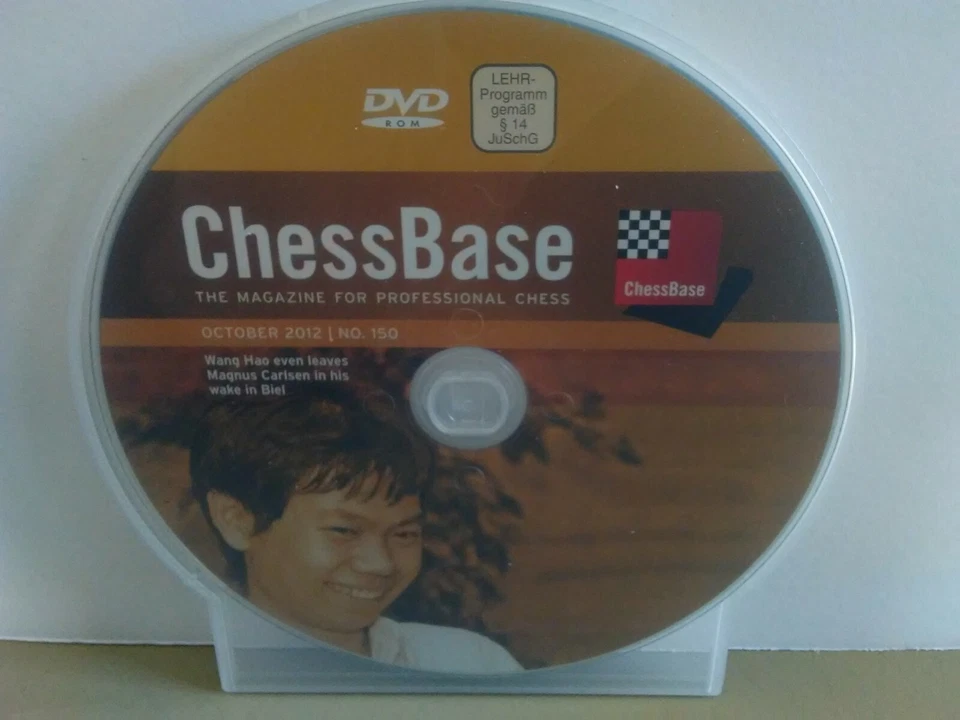 DVD
ROM
LEHR-
Programm
gemäß
§ 14
JuSchG
ChessBase
THE MAGAZINE FOR PROFESSIONAL CHESS
ChessBase
OCTOBER 2012 | NO. 150
Wang Hao even leaves
Magnus Carlsen in his
wake in Biel